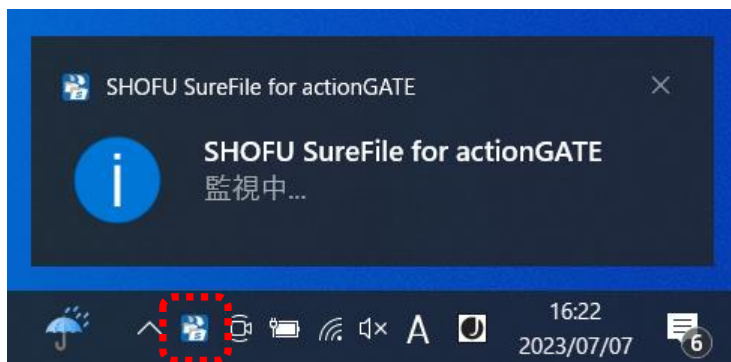 SHOFU SureFile for actionGATE
SHOFU SureFile for actionGATE
監視中...
A
16:22
2023/07/07
6